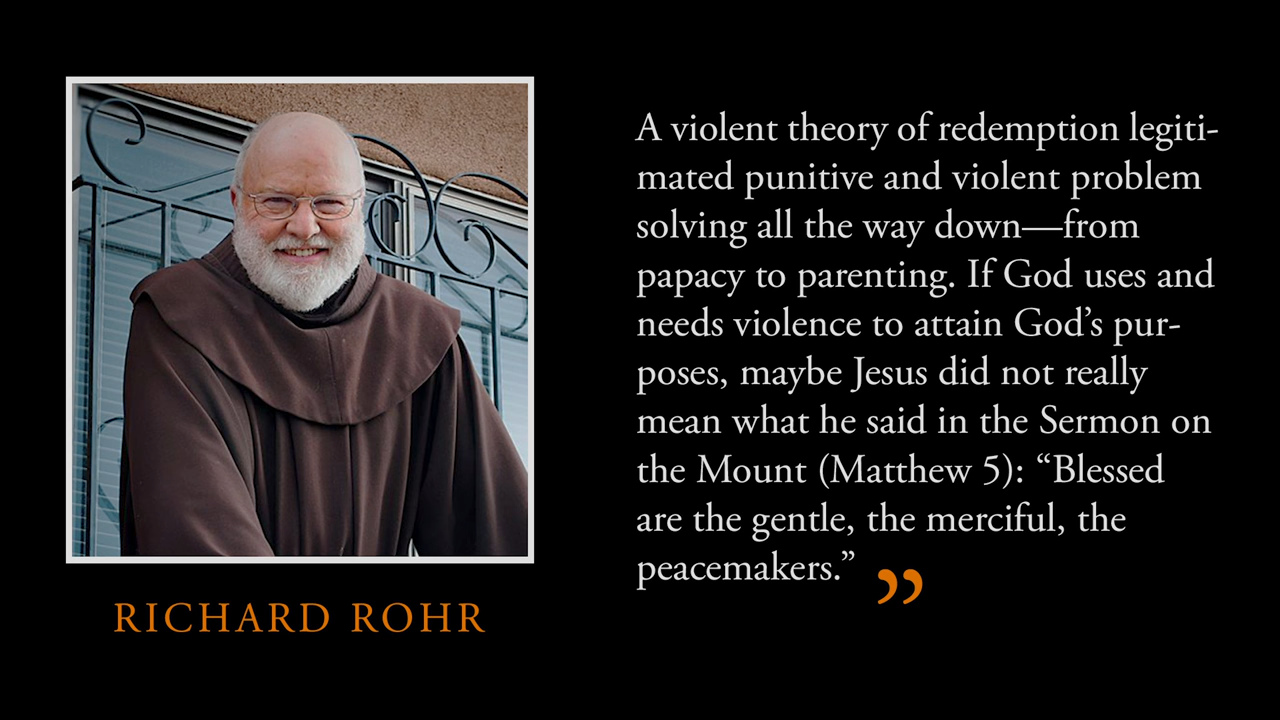 A violent theory of redemption legiti-
mated punitive and violent problem
solving all the way down—from
papacy to parenting. If God uses and
needs violence to attain God’s pur-
poses, maybe Jesus did not really
mean what he said in the Sermon on
the Mount (Matthew 5): “Blessed
are the gentle, the merciful, the
peacemakers.” ”
RICHARD ROHR